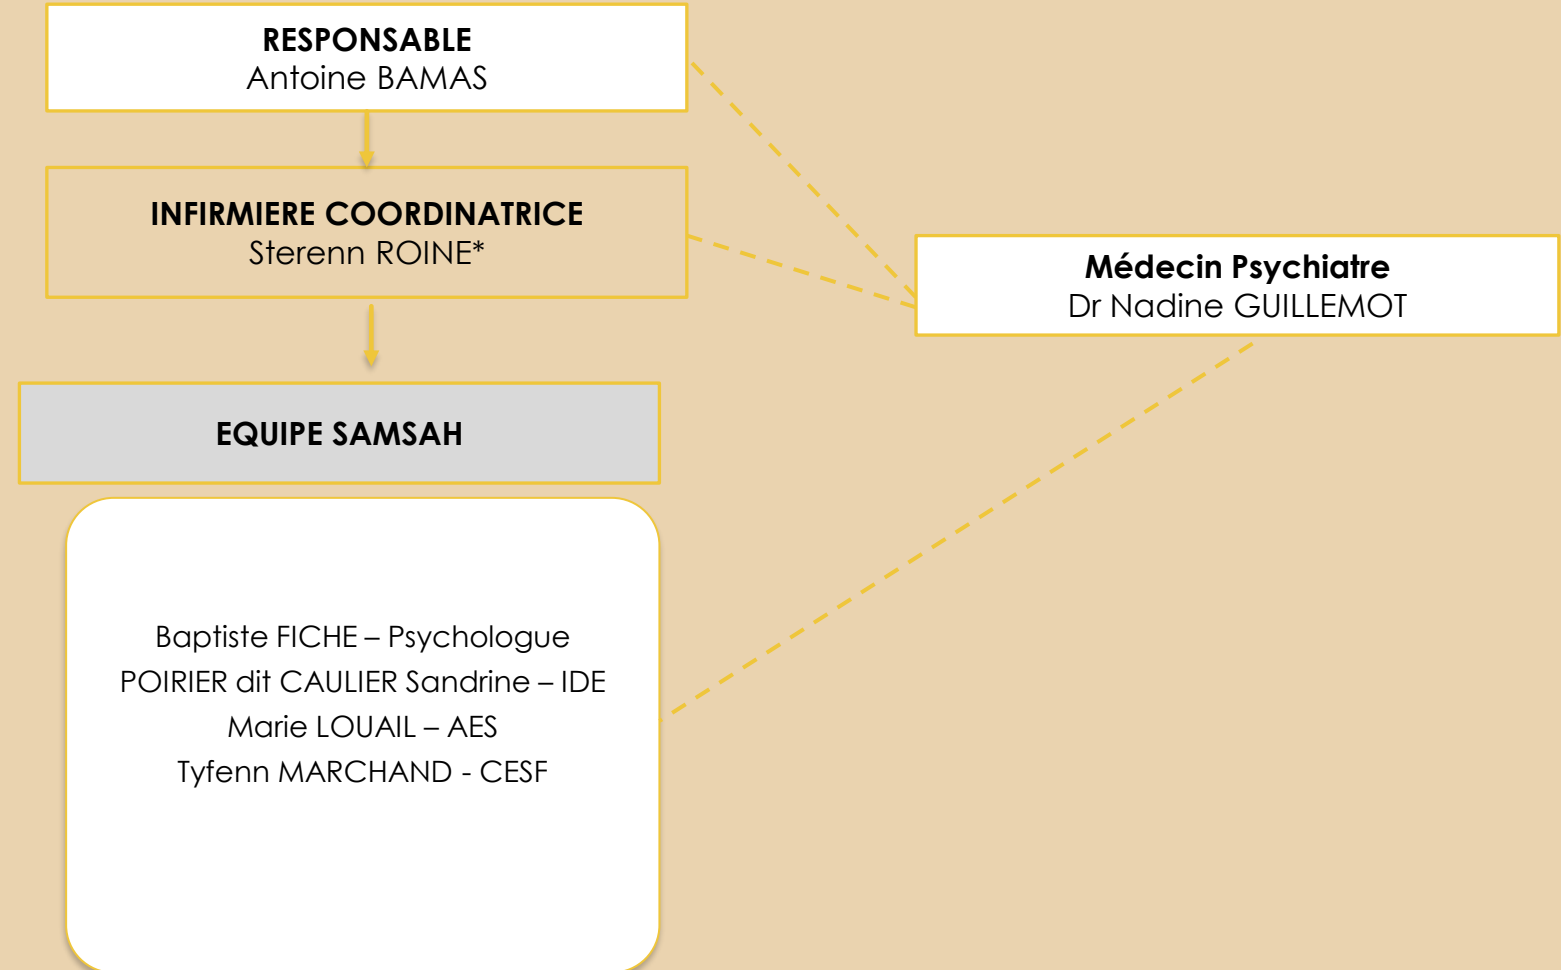 RESPONSABLE
Antoine BAMAS
INFIRMIERE COORDINATRICE
Sterenn ROINE*
Médecin Psychiatre
Dr Nadine GUILLEMOT
EQUIPE SAMSAH
Baptiste FICHE – Psychologue
POIRIER dit CAULIER Sandrine – IDE
Marie LOUAIL – AES
Tyfenn MARCHAND - CESF